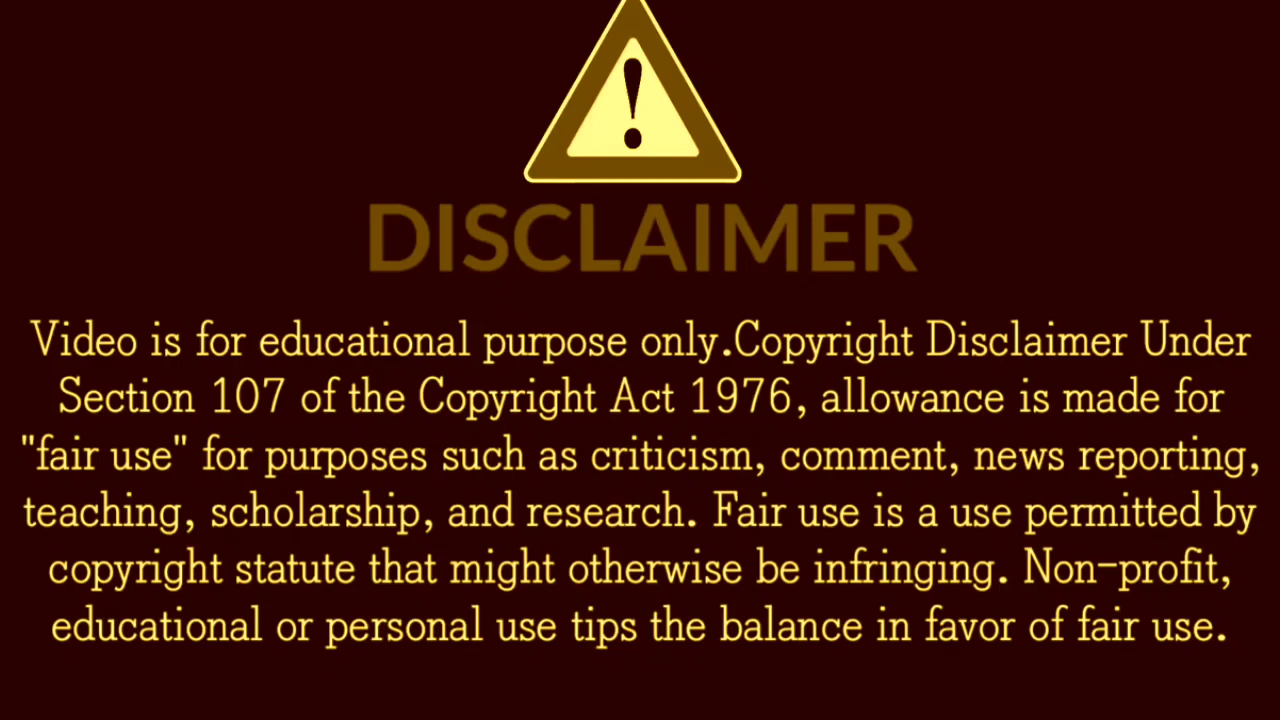 !
DISCLAIMER
Video is for educational purpose only.Copyright Disclaimer Under
Section 107 of the Copyright Act 1976, allowance is made for
"fair use" for purposes such as criticism, comment, news reporting,
teaching, scholarship, and research. Fair use is a use permitted by
copyright statute that might otherwise be infringing. Non-profit,
educational or personal use tips the balance in favor of fair use.